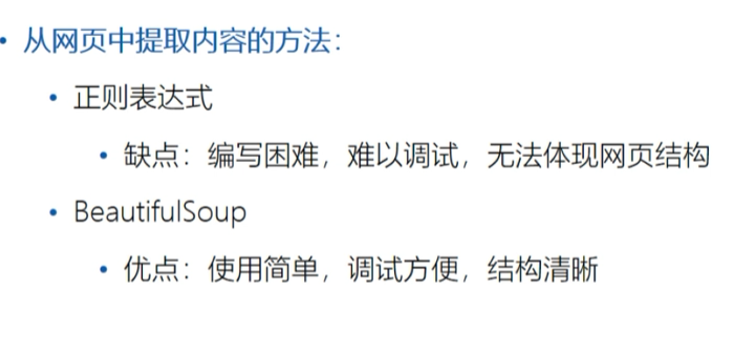 • 从网页中提取内容的方法：
• 正则表达式
• 缺点：编写困难，难以调试，无法体现网页结构
• BeautifulSoup
• 优点：使用简单，调试方便，结构清晰